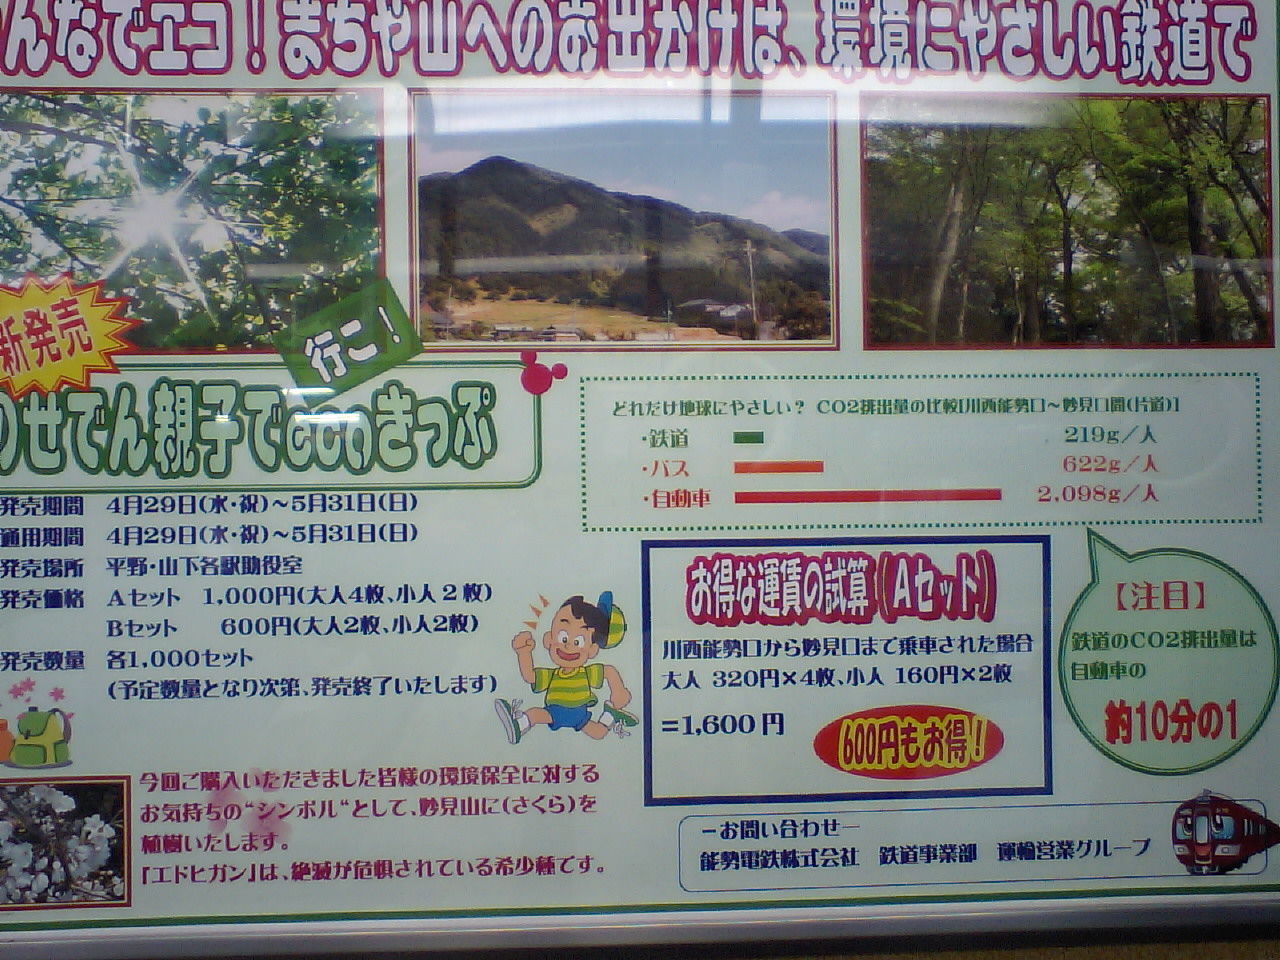 んなでエコ！まちや山へのお出かけは、環境にやさしい鉄道で
新発売
行こ！
のせでん親子でecoきっぷ
どれだけ地球にやさしい？ CO2排出量の比較[川西能勢口～妙見口間(片道)]
・鉄道 219g／人
・バス 622g／人
・自動車 2,098g／人
発売期間 4月29日(水・祝)～5月31日(日)
通用期間 4月29日(水・祝)～5月31日(日)
発売場所 平野・山下各駅助役室
発売価格 Aセット 1,000円(大人4枚、小人2枚)
Bセット 600円(大人2枚、小人2枚)
発売数量 各1,000セット
(予定数量となり次第、発売終了いたします)
お得な運賃の試算（Aセット）
川西能勢口から妙見口まで乗車された場合
大人 320円×4枚、小人 160円×2枚
=1,600円
600円もお得！
【注目】
鉄道のCO2排出量は
自動車の
約10分の1
今回ご購入いただきました皆様の環境保全に対する
お気持ちの“シンボル“として、妙見山に(さくら)を
植樹いたします。
「エドヒガン」は、絶滅が危惧されている希少種です。
－お問い合わせ－
能勢電鉄株式会社 鉄道事業部 運輸営業グループ